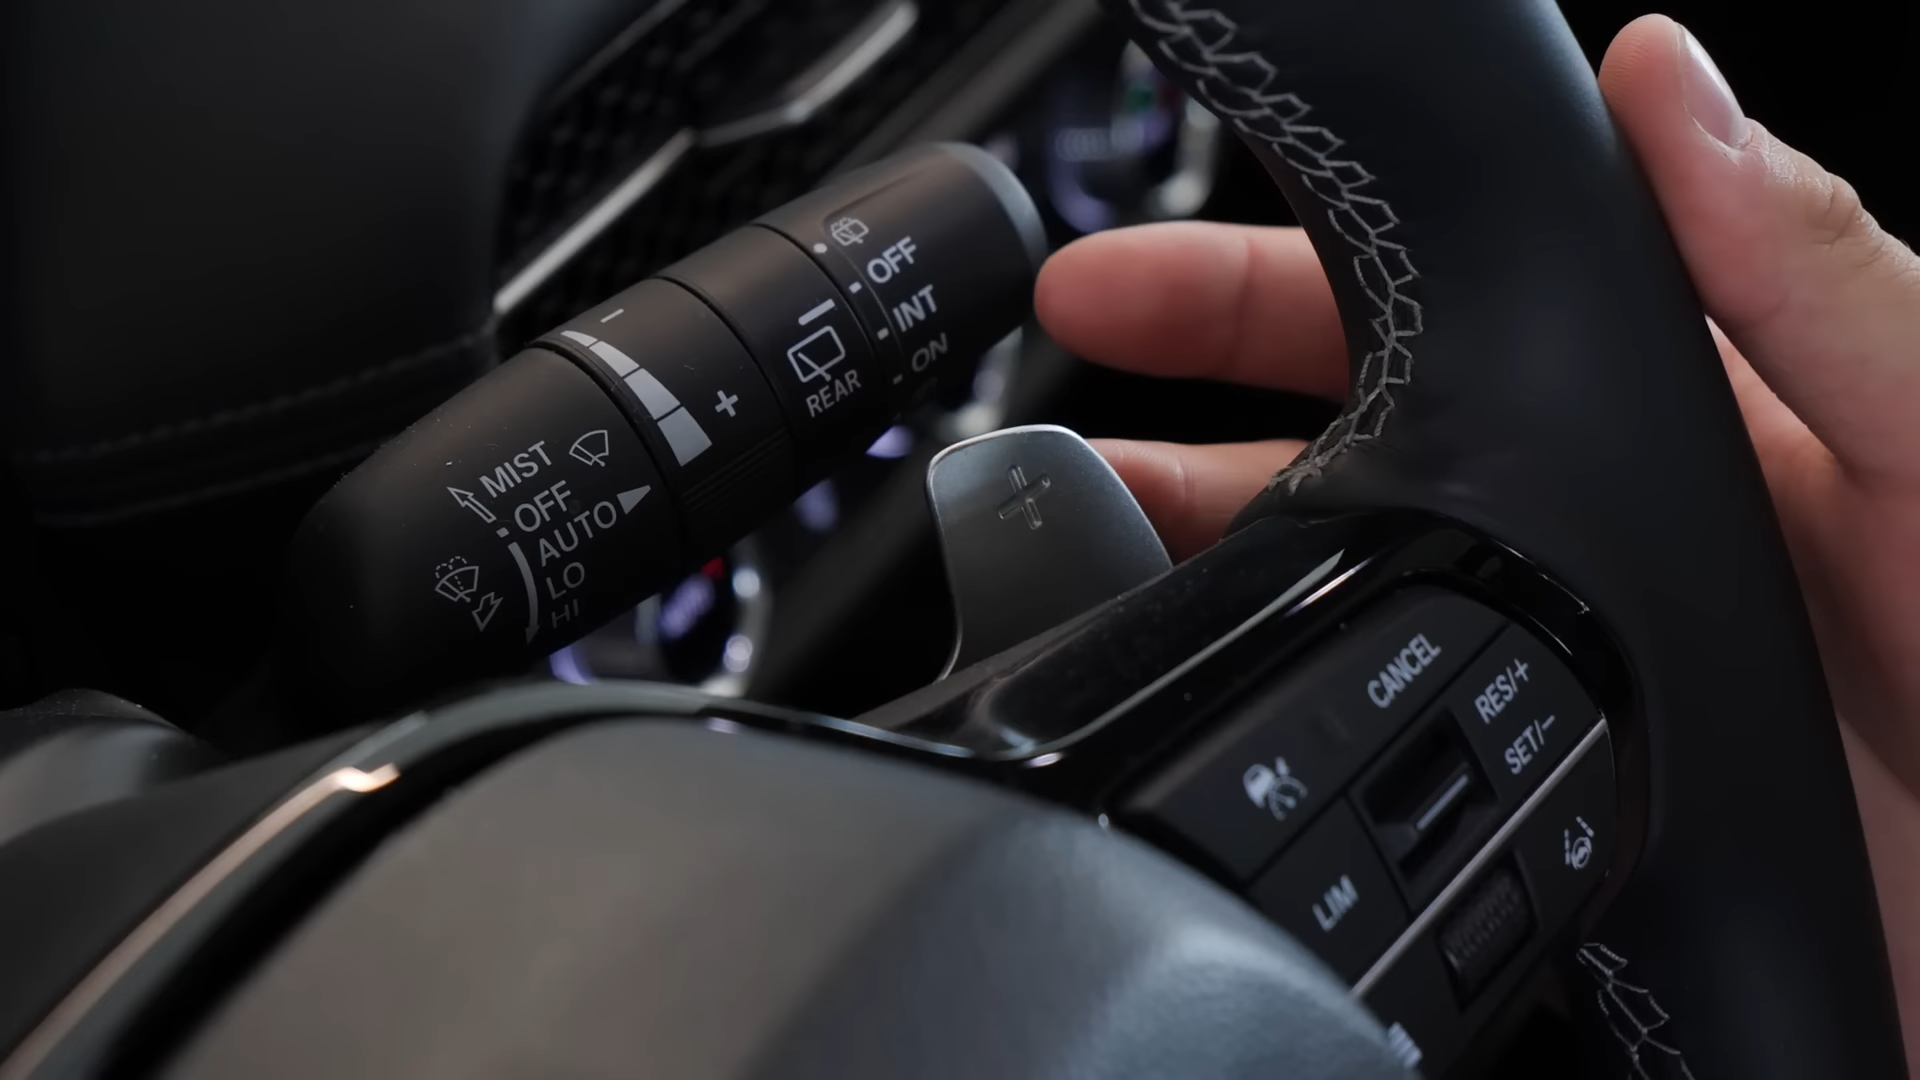 OFF
INT
ON
REAR
-
+
MIST
OFF
AUTO
LO
HI
+
CANCEL
RES/+
SET/-
LIM